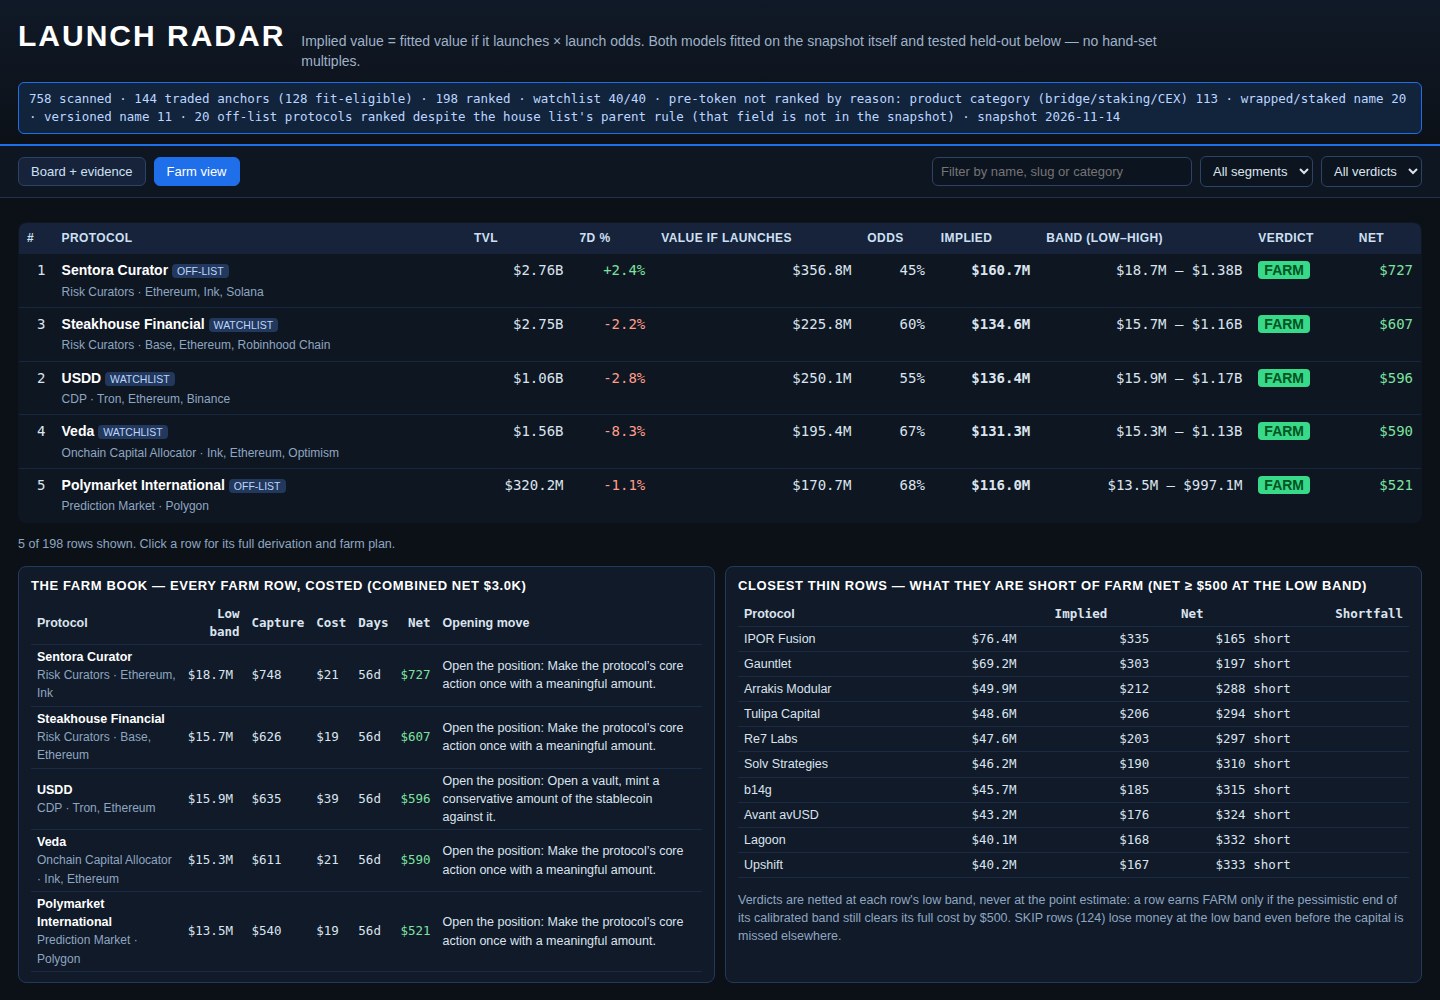 LAUNCH RADAR
Implied value = fitted value if it launches × launch odds. Both models fitted on the snapshot itself and tested held-out below — no hand-set
multiples.
758 scanned · 144 traded anchors (128 fit-eligible) · 198 ranked · watchlist 40/40 · pre-token not ranked by reason: product category (bridge/staking/CEX) 113 · wrapped/staked name 20
· versioned name 11 · 20 off-list protocols ranked despite the house list's parent rule (that field is not in the snapshot) · snapshot 2026-11-14
Board + evidence Farm view Filter by name, slug or category All segments All verdicts
# PROTOCOL TVL 7D % VALUE IF LAUNCHES ODDS IMPLIED BAND (LOW–HIGH) VERDICT NET
1 Sentora Curator OFF-LIST $2.76B +2.4% $356.8M 45% $160.7M $18.7M — $1.38B FARM $727
Risk Curators · Ethereum, Ink, Solana
3 Steakhouse Financial WATCHLIST $2.75B -2.2% $225.8M 60% $134.6M $15.7M — $1.16B FARM $607
Risk Curators · Base, Ethereum, Robinhood Chain
2 USDD WATCHLIST $1.06B -2.8% $250.1M 55% $136.4M $15.9M — $1.17B FARM $596
CDP · Tron, Ethereum, Binance
4 Veda WATCHLIST $1.56B -8.3% $195.4M 67% $131.3M $15.3M — $1.13B FARM $590
Onchain Capital Allocator · Ink, Ethereum, Optimism
5 Polymarket International OFF-LIST $320.2M -1.1% $170.7M 68% $116.0M $13.5M — $997.1M FARM $521
Prediction Market · Polygon
5 of 198 rows shown. Click a row for its full derivation and farm plan.
THE FARM BOOK — EVERY FARM ROW, COSTED (COMBINED NET $3.0K)
Protocol Low band Capture Cost Days Net Opening move
Sentora Curator
Risk Curators · Ethereum,
Ink
$18.7M $748 $21 56d $727
Open the position: Make the protocol's core
action once with a meaningful amount.
Steakhouse Financial
Risk Curators · Base,
Ethereum
$15.7M $626 $19 56d $607
Open the position: Make the protocol's core
action once with a meaningful amount.
USDD
CDP · Tron, Ethereum
$15.9M $635 $39 56d $596
Open the position: Open a vault, mint a
conservative amount of the stablecoin
against it.
Veda
Onchain Capital Allocator
· Ink, Ethereum
$15.3M $611 $21 56d $590
Open the position: Make the protocol's core
action once with a meaningful amount.
Polymarket
International
Prediction Market ·
Polygon
$13.5M $540 $19 56d $521
Open the position: Make the protocol's core
action once with a meaningful amount.
CLOSEST THIN ROWS — WHAT THEY ARE SHORT OF FARM (NET ≥ $500 AT THE LOW BAND)
Protocol Implied Net Shortfall
IPOR Fusion $76.4M $335 $165 short
Gauntlet $69.2M $303 $197 short
Arrakis Modular $49.9M $212 $288 short
Tulipa Capital $48.6M $206 $294 short
Re7 Labs $47.6M $203 $297 short
Solv Strategies $46.2M $190 $310 short
b14g $45.7M $185 $315 short
Avant avUSD $43.2M $176 $324 short
Lagoon $40.1M $168 $332 short
Upshift $40.2M $167 $333 short
Verdicts are netted at each row's low band, never at the point estimate: a row earns FARM only if the pessimistic end of
its calibrated band still clears its full cost by $500. SKIP rows (124) lose money at the low band even before the capital is
missed elsewhere.